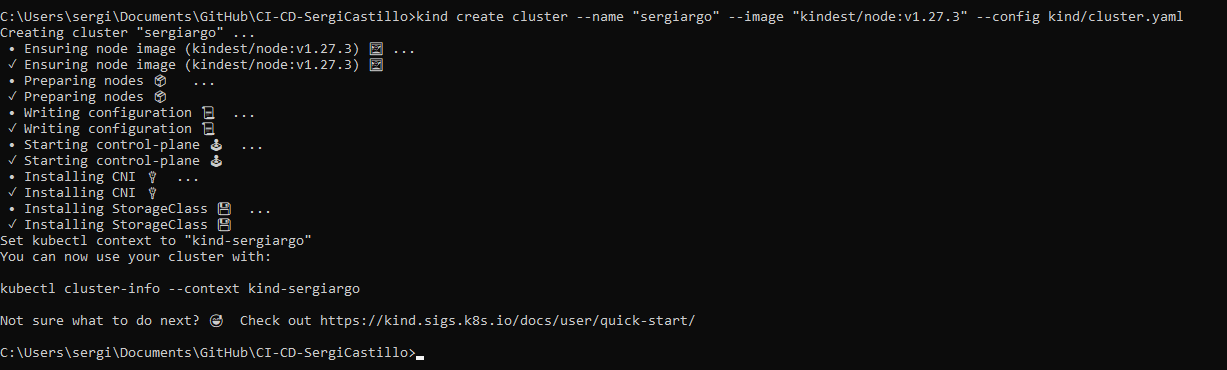 C:\Users\sergi\Documents\GitHub\CI-CD-SergiCastillo>kind create cluster --name "sergiargo" --image "kindest/node:v1.27.3" --config kind/cluster.yaml
Creating cluster "sergiargo" ...
• Ensuring node image (kindest/node:v1.27.3) 🖼 ...
✓ Ensuring node image (kindest/node:v1.27.3) 🖼
• Preparing nodes 📦 ...
✓ Preparing nodes 📦
• Writing configuration 📜 ...
✓ Writing configuration 📜
• Starting control-plane 🕹 ...
✓ Starting control-plane 🕹
• Installing CNI 🔌 ...
✓ Installing CNI 🔌
• Installing StorageClass 💾 ...
✓ Installing StorageClass 💾
Set kubectl context to "kind-sergiargo"
You can now use your cluster with:
kubectl cluster-info --context kind-sergiargo
Not sure what to do next? 😅 Check out https://kind.sigs.k8s.io/docs/user/quick-start/
C:\Users\sergi\Documents\GitHub\CI-CD-SergiCastillo>